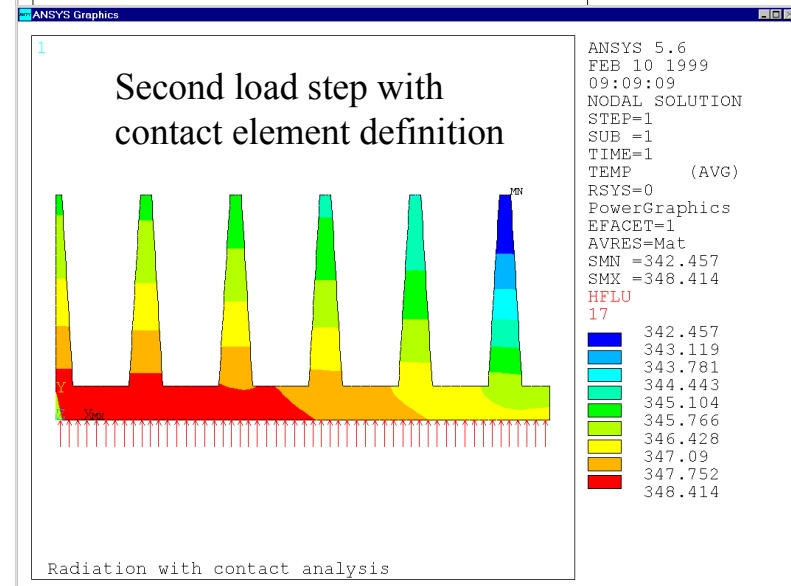 ANSYS Graphics
1
Second load step with
contact element definition
MN
Y
Z
X
MX
Radiation with contact analysis
ANSYS 5.6
FEB 10 1999
09:09:09
NODAL SOLUTION
STEP=1
SUB =1
TIME=1
TEMP (AVG)
RSYS=0
PowerGraphics
EFACET=1
AVRES=Mat
SMN =342.457
SMX =348.414
HFLU
17
342.457
343.119
343.781
344.443
345.104
345.766
346.428
347.09
347.752
348.414